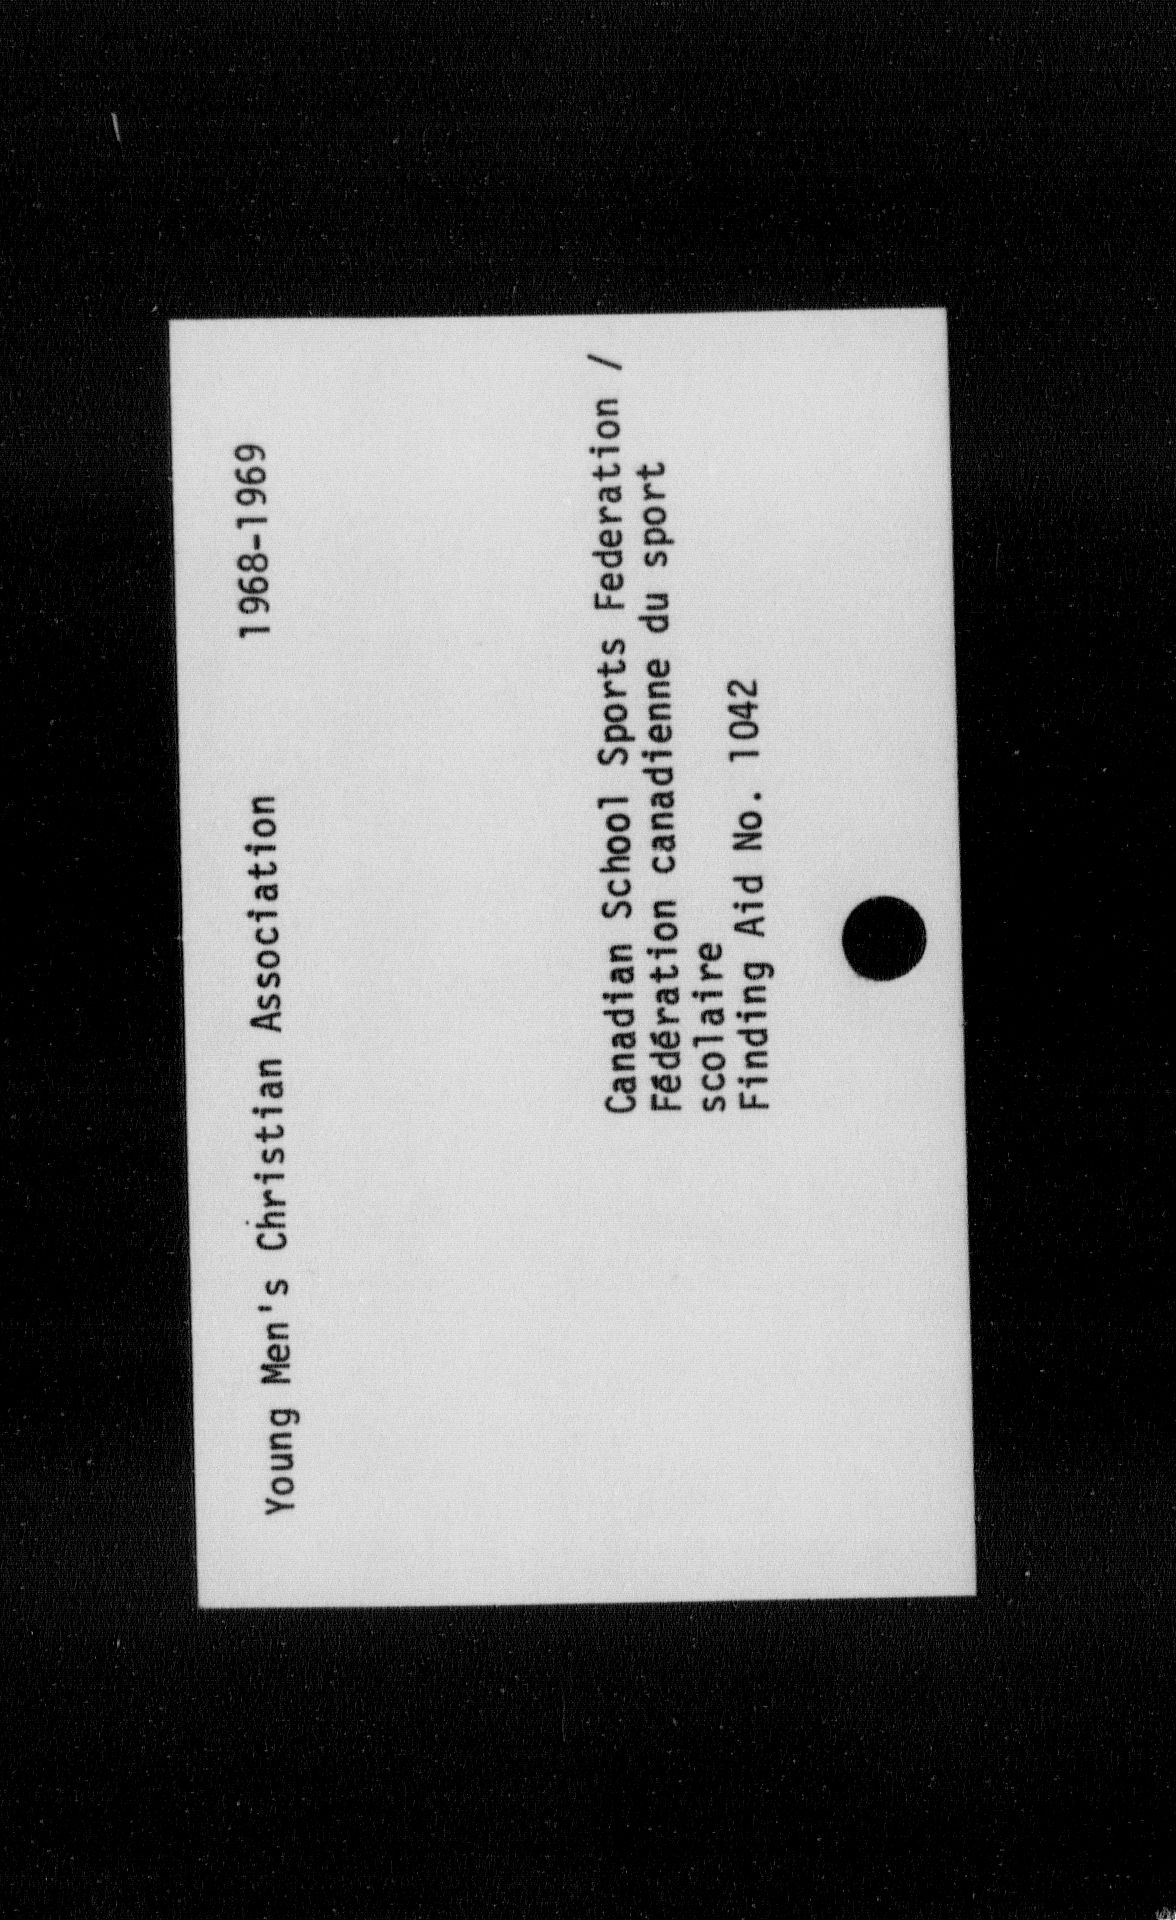 Young Men's Christian Association 1968-1969
Canadian School Sports Federation /
Fédération canadienne du sport
scolaire
Finding Aid No. 1042